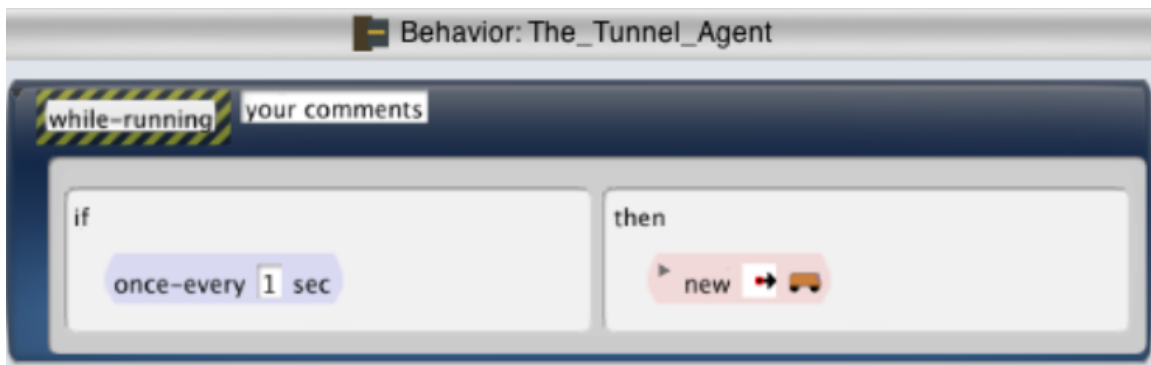 Behavior: The_Tunnel_Agent
while-running your comments
if then
once-every 1 sec new